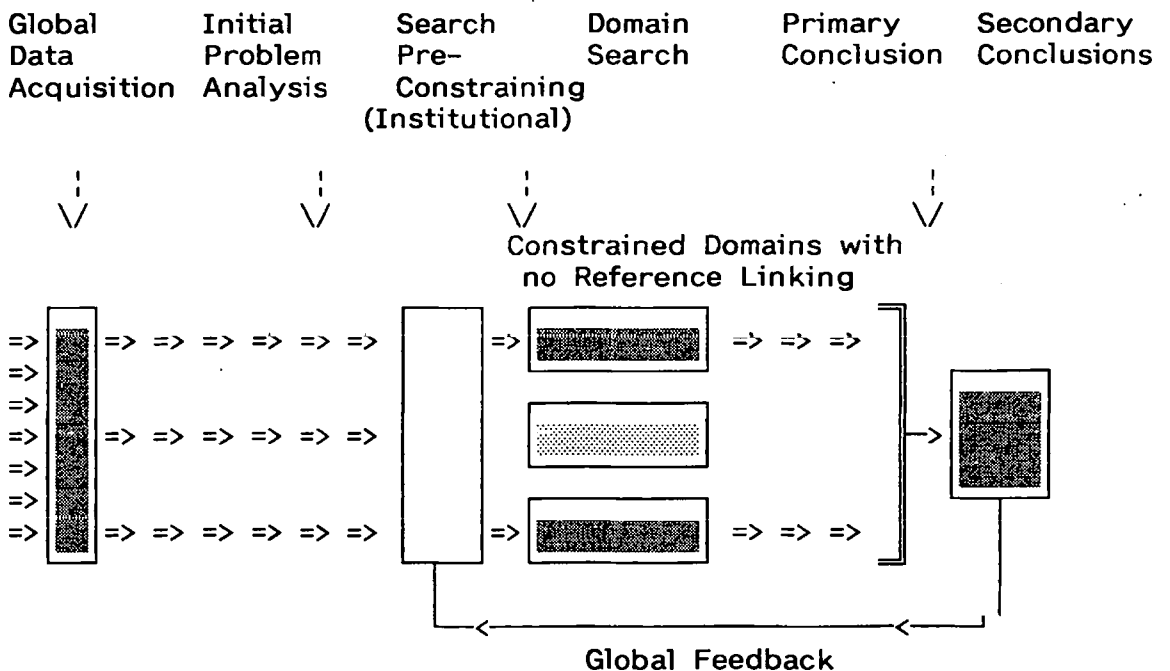 Global Initial Search Domain Primary Secondary
Data Problem Pre- Search Conclusion Conclusions
Acquisition Analysis Constraining
(Institutional)
Constrained Domains with
no Reference Linking
=> => => => => => => => => => =>
=>
=>
=> => => => => => =>
=>
=>
=> => => => => => => => => => =>
Global Feedback